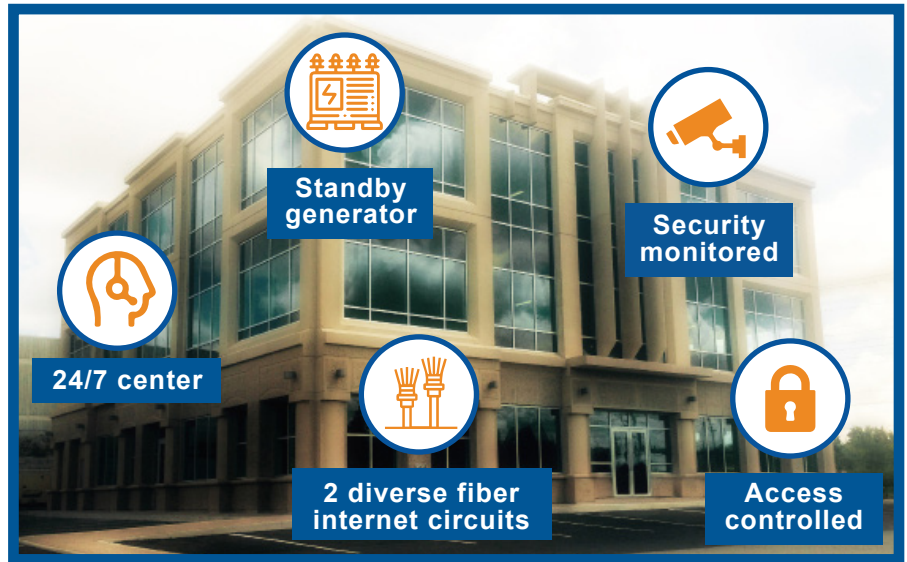 Standby
generator
Security
monitored
24/7 center
2 diverse fiber
internet circuits
Access
controlled